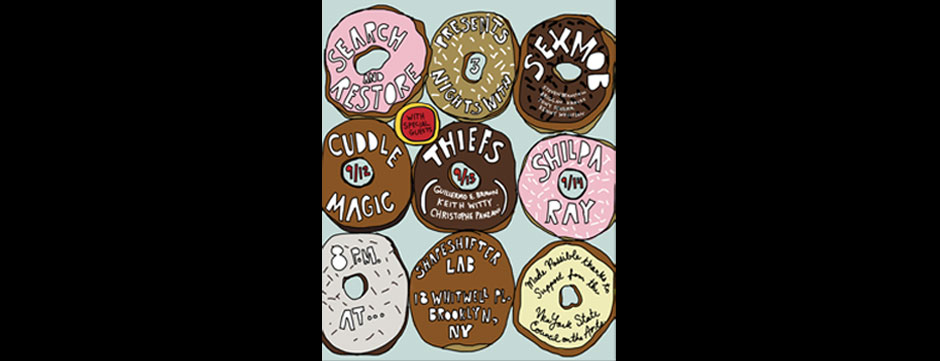 SEARCH
AND
RESTORE
PRESENTS
3
NIGHTS WITH
SEXMOB
WITH
SPECIAL
GUESTS
CUDDLE
9/12
MAGIC
THIEFS
9/13
(GUILLERMO E. BROWN
KEITH WITTY
CHRISTOPHE PANZANI)
SHILPA
9/14
RAY
8 P.M.
AT...
SHAPESHIFTER
LAB
18 WHITWELL PL.
BROOKLYN,
NY
Made Possible thanks to
Support from the
New York State
Council on the Arts